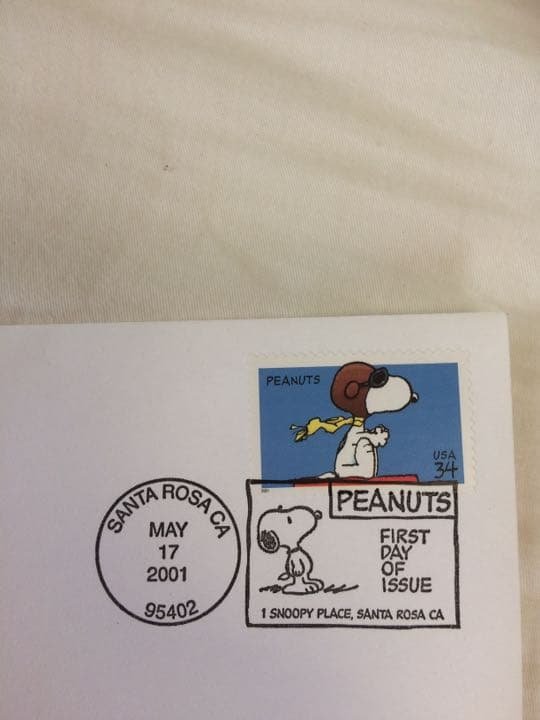 PEANUTS
USA
34
SANTA ROSA CA
MAY
17
2001
95402
PEANUTS
FIRST
DAY
OF
ISSUE
1 SNOOPY PLACE, SANTA ROSA CA